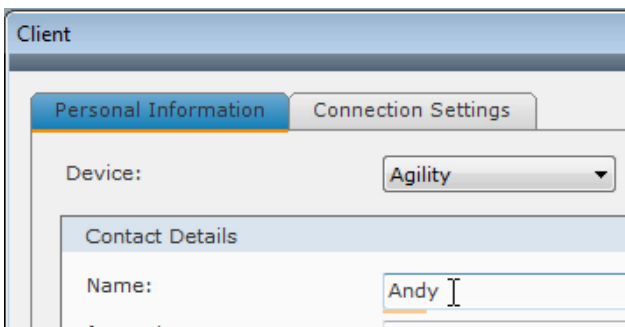 Client
Personal Information Connection Settings
Device: Agility
Contact Details
Name: Andy